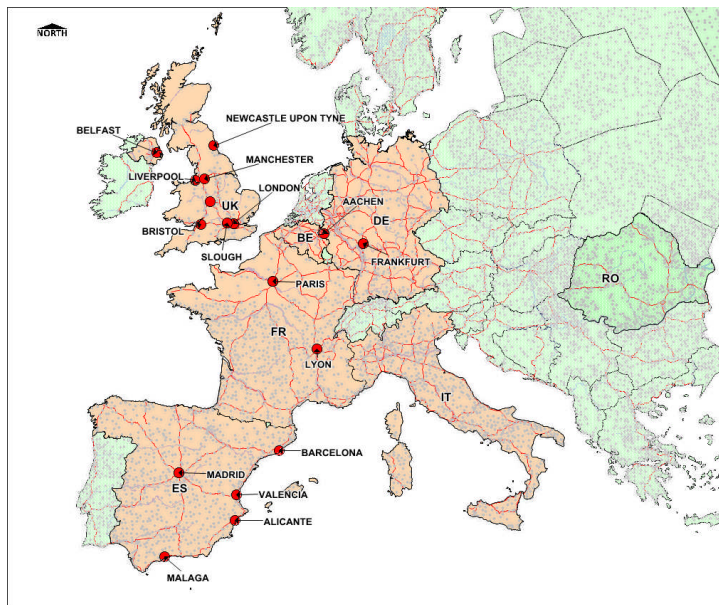 NORTH
NEWCASTLE UPON TYNE
BELFAST
MANCHESTER
LIVERPOOL
LONDON
UK
AACHEN
DE
BRISTOL
BE
SLOUGH
FRANKFURT
PARIS
RO
FR
LYON
IT
BARCELONA
MADRID
ES
VALENCIA
ALICANTE
MALAGA